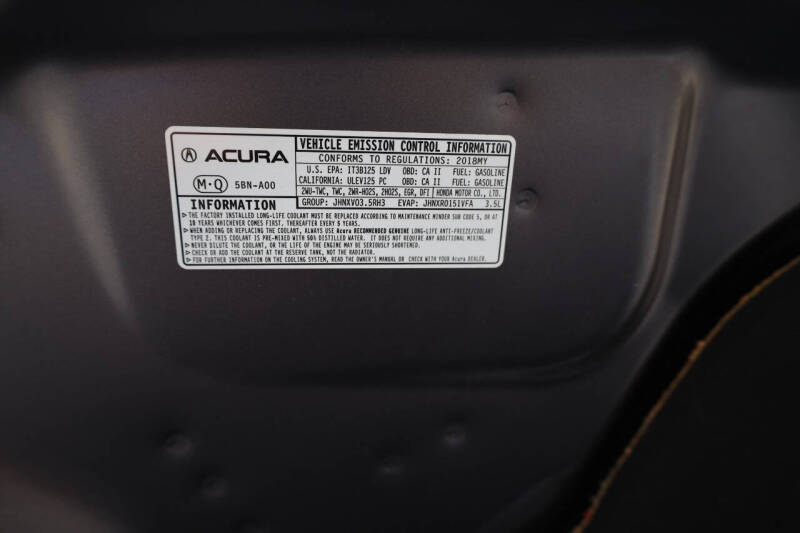 ACURA
M·Q 5BN-A00
INFORMATION
VEHICLE EMISSION CONTROL INFORMATION
CONFORMS TO REGULATIONS: 2018MY
U.S. EPA: IT3B125 LDV OBD: CA II FUEL: GASOLINE
CALIFORNIA: ULEV125 PC OBD: CA II FUEL: GASOLINE
2WU-TWC, TWC, 2WR-HO2S, 2HO2S, EGR, DFI HONDA MOTOR CO., LTD.
GROUP: JHNXV03.5RH3 EVAP: JHNXR0151VFA 3.5L
▷THE FACTORY INSTALLED LONG-LIFE COOLANT MUST BE REPLACED ACCORDING TO MAINTENANCE MINDER SUB CODE 5, OR AT
10 YEARS WHICHEVER COMES FIRST, THEREAFTER EVERY 5 YEARS.
▷WHEN ADDING OR REPLACING THE COOLANT, ALWAYS USE Acura RECOMMENDED GENUINE LONG-LIFE ANTI-FREEZE/COOLANT
TYPE 2. THIS COOLANT IS PRE-MIXED WITH 50% DISTILLED WATER. IT DOES NOT REQUIRE ANY ADDITIONAL MIXING.
▷NEVER DILUTE THE COOLANT, OR THE LIFE OF THE ENGINE MAY BE SERIOUSLY SHORTENED.
▷CHECK OR ADD THE COOLANT AT THE RESERVE TANK, NOT THE RADIATOR.
▷FOR FURTHER INFORMATION ON THE COOLING SYSTEM, READ THE OWNER'S MANUAL OR CHECK WITH YOUR Acura DEALER.